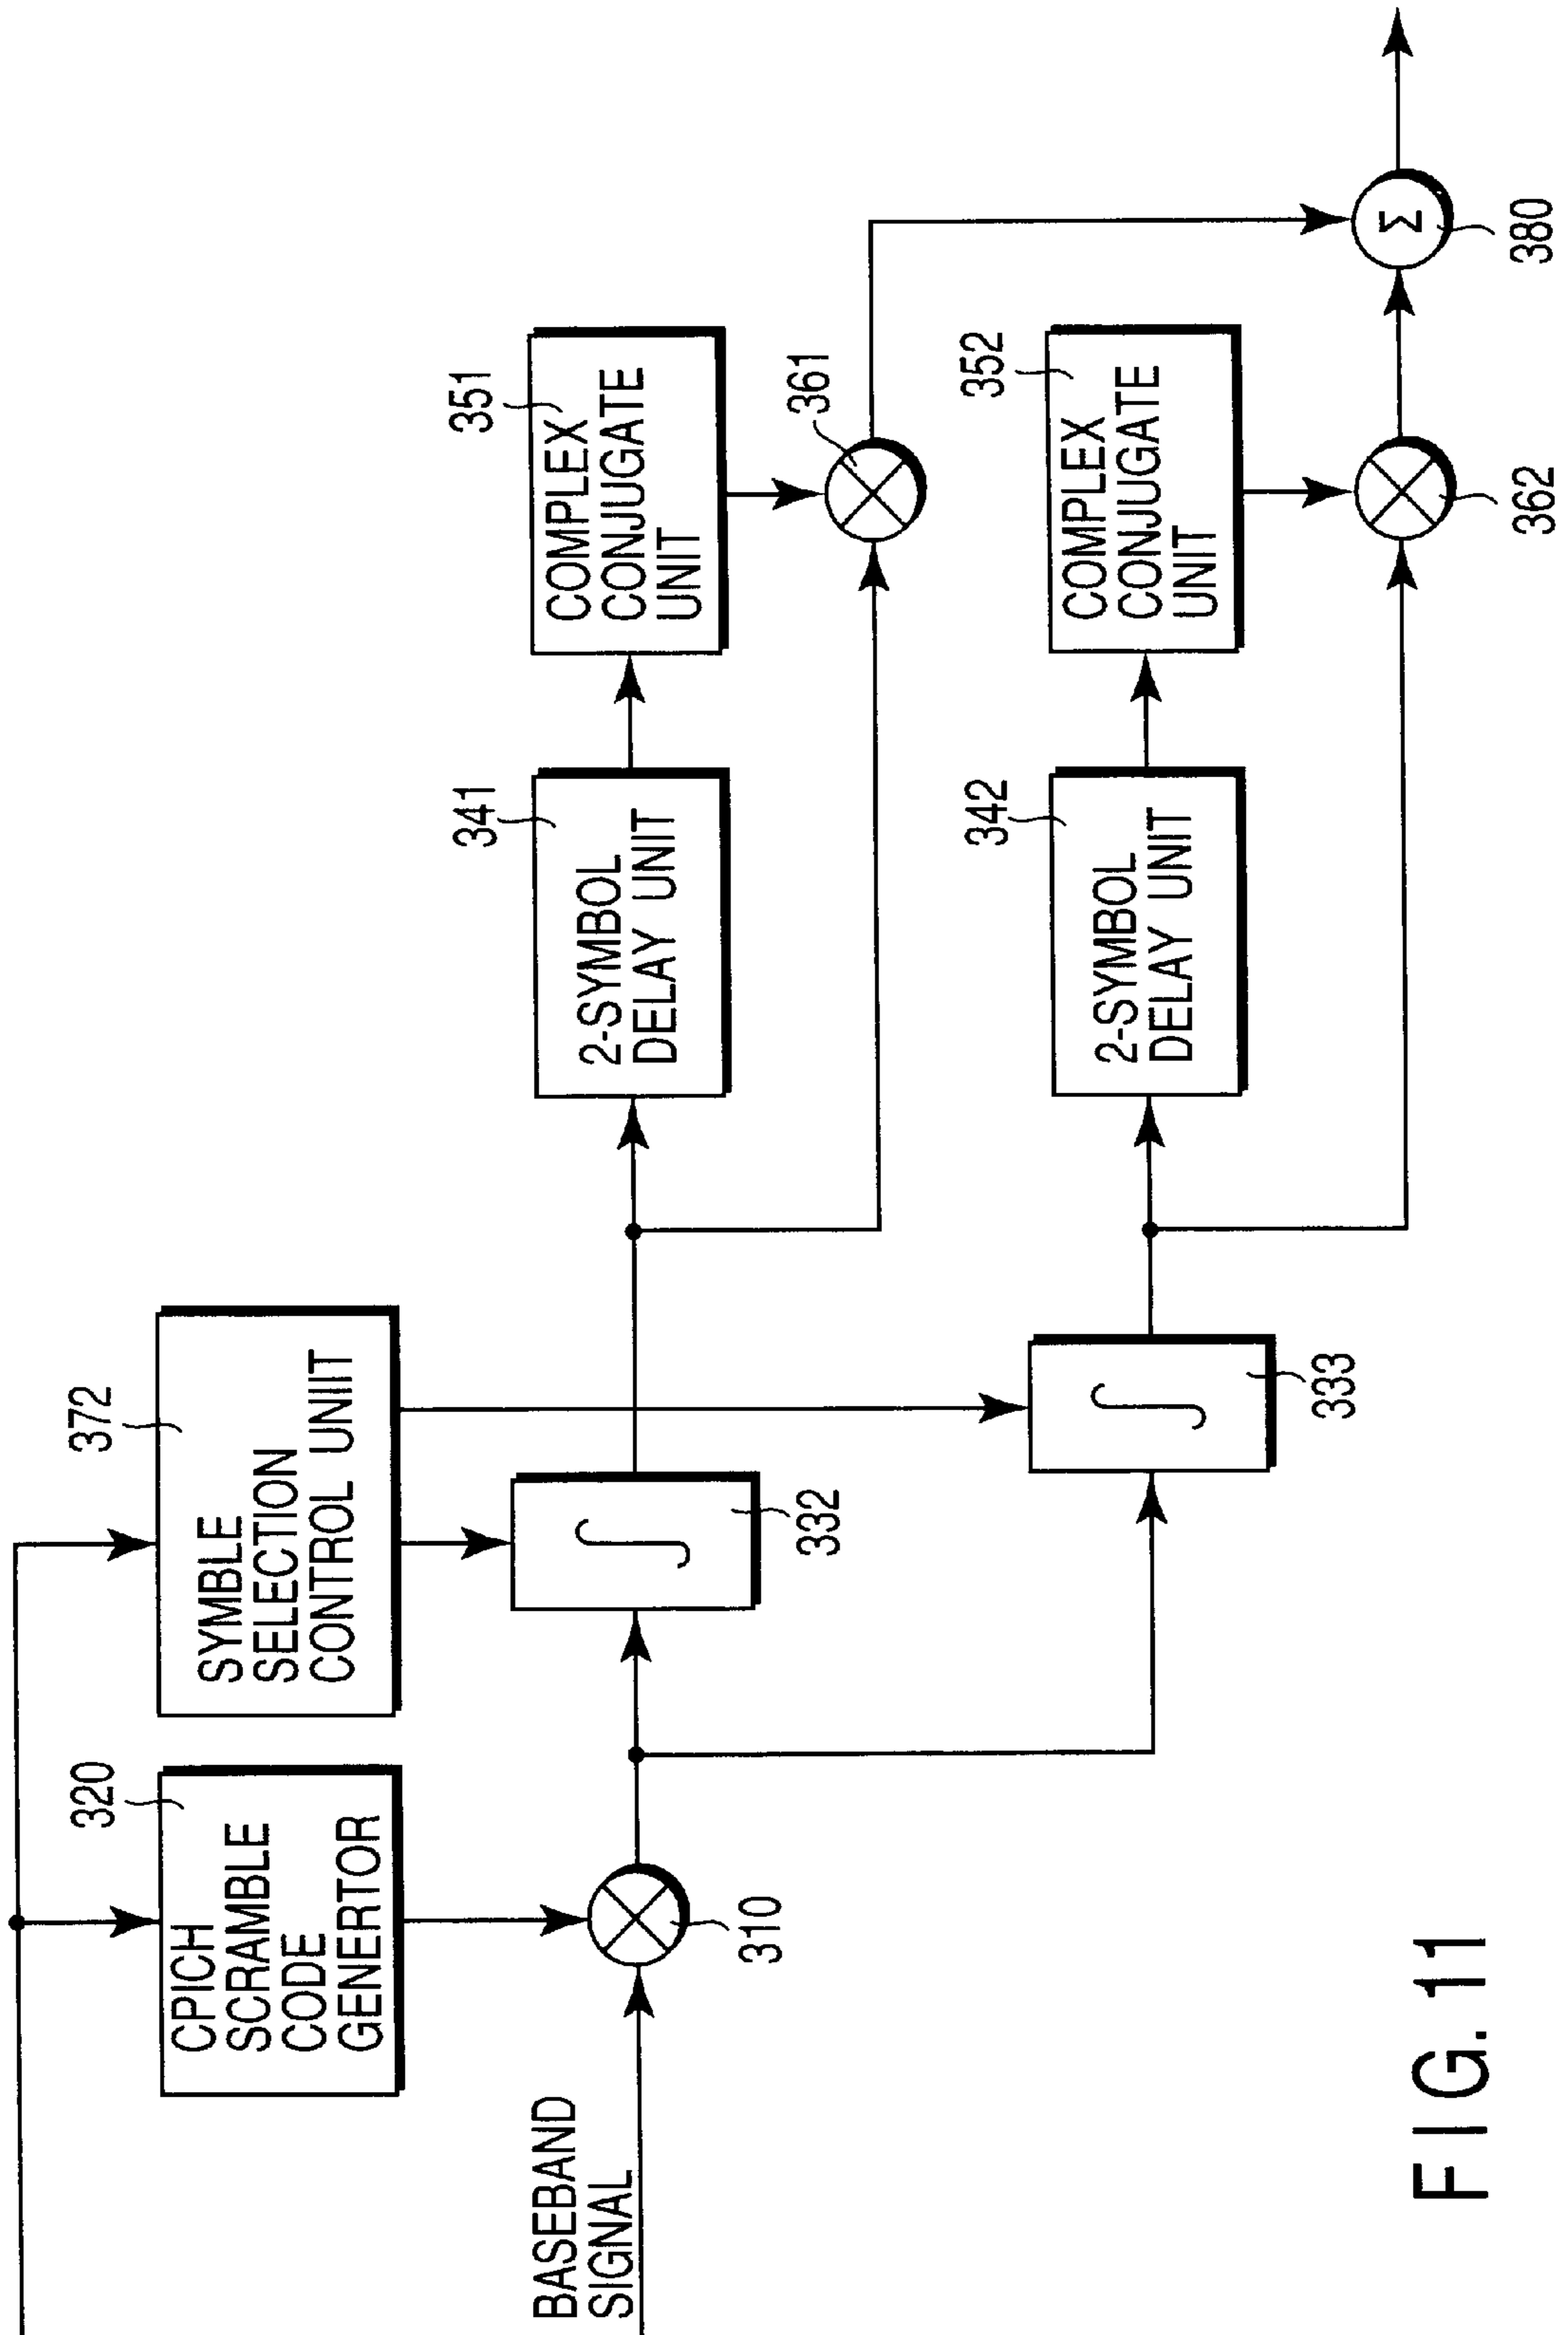 320
CPICH
SCRAMBLE
CODE
GENERTOR
372
SYMBLE
SELECTION
CONTROL UNIIT
BASEBAND
SIGNAL
310
332
333
341
2-SYMBOL
DELAY UNIT
351
COMPLEX
CONJUGATE
UNIT
361
342
2-SYMBOL
DELAY UNIT
352
COMPLEX
CONJUGATE
UNIT
362
Σ
380
FIG. 11